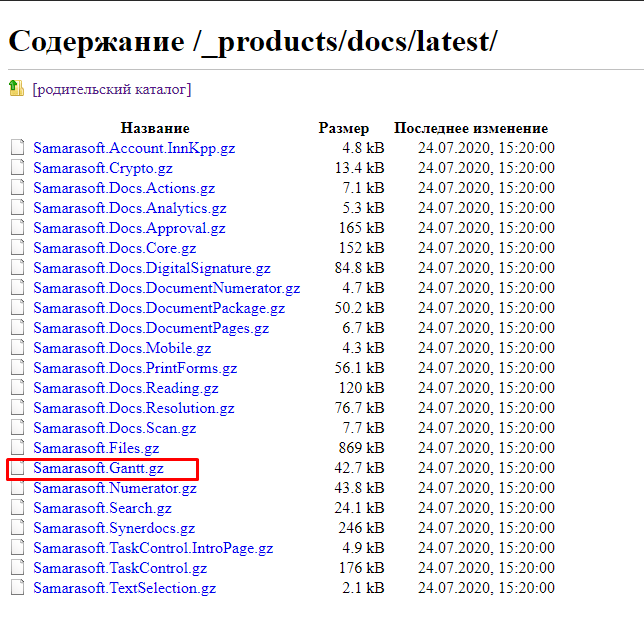 Содержание /_products/docs/latest/
[родительский каталог]
Название Размер Последнее изменение
Samarasoft.Account.InnKpp.gz 4.8 kB 24.07.2020, 15:20:00
Samarasoft.Crypto.gz 13.4 kB 24.07.2020, 15:20:00
Samarasoft.Docs.Actions.gz 7.1 kB 24.07.2020, 15:20:00
Samarasoft.Docs.Analytics.gz 5.3 kB 24.07.2020, 15:20:00
Samarasoft.Docs.Approval.gz 165 kB 24.07.2020, 15:20:00
Samarasoft.Docs.Core.gz 152 kB 24.07.2020, 15:20:00
Samarasoft.Docs.DigitalSignature.gz 84.8 kB 24.07.2020, 15:20:00
Samarasoft.Docs.DocumentNumerator.gz 4.7 kB 24.07.2020, 15:20:00
Samarasoft.Docs.DocumentPackage.gz 50.2 kB 24.07.2020, 15:20:00
Samarasoft.Docs.DocumentPages.gz 6.7 kB 24.07.2020, 15:20:00
Samarasoft.Docs.Mobile.gz 4.3 kB 24.07.2020, 15:20:00
Samarasoft.Docs.PrintForms.gz 56.1 kB 24.07.2020, 15:20:00
Samarasoft.Docs.Reading.gz 120 kB 24.07.2020, 15:20:00
Samarasoft.Docs.Resolution.gz 76.7 kB 24.07.2020, 15:20:00
Samarasoft.Docs.Scan.gz 7.7 kB 24.07.2020, 15:20:00
Samarasoft.Files.gz 869 kB 24.07.2020, 15:20:00
Samarasoft.Gantt.gz 42.7 kB 24.07.2020, 15:20:00
Samarasoft.Numerator.gz 43.8 kB 24.07.2020, 15:20:00
Samarasoft.Search.gz 24.1 kB 24.07.2020, 15:20:00
Samarasoft.Synerdocs.gz 246 kB 24.07.2020, 15:20:00
Samarasoft.TaskControl.IntroPage.gz 4.9 kB 24.07.2020, 15:20:00
Samarasoft.TaskControl.gz 176 kB 24.07.2020, 15:20:00
Samarasoft.TextSelection.gz 2.1 kB 24.07.2020, 15:20:00